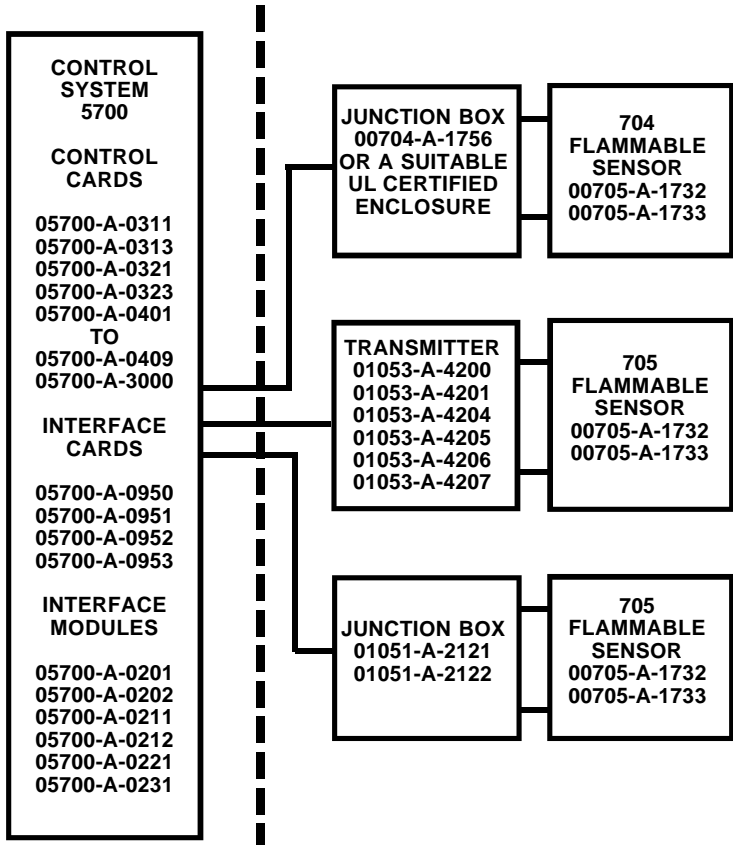 CONTROL
SYSTEM
5700
CONTROL
CARDS
05700-A-0311
05700-A-0313
05700-A-0321
05700-A-0323
05700-A-0401
TO
05700-A-0409
05700-A-3000
INTERFACE
CARDS
05700-A-0950
05700-A-0951
05700-A-0952
05700-A-0953
INTERFACE
MODULES
05700-A-0201
05700-A-0202
05700-A-0211
05700-A-0212
05700-A-0221
05700-A-0231
JUNCTION BOX
00704-A-1756
OR A SUITABLE
UL CERTIFIED
ENCLOSURE
704
FLAMMABLE
SENSOR
00705-A-1732
00705-A-1733
TRANSMITTER
01053-A-4200
01053-A-4201
01053-A-4204
01053-A-4205
01053-A-4206
01053-A-4207
705
FLAMMABLE
SENSOR
00705-A-1732
00705-A-1733
JUNCTION BOX
01051-A-2121
01051-A-2122
705
FLAMMABLE
SENSOR
00705-A-1732
00705-A-1733